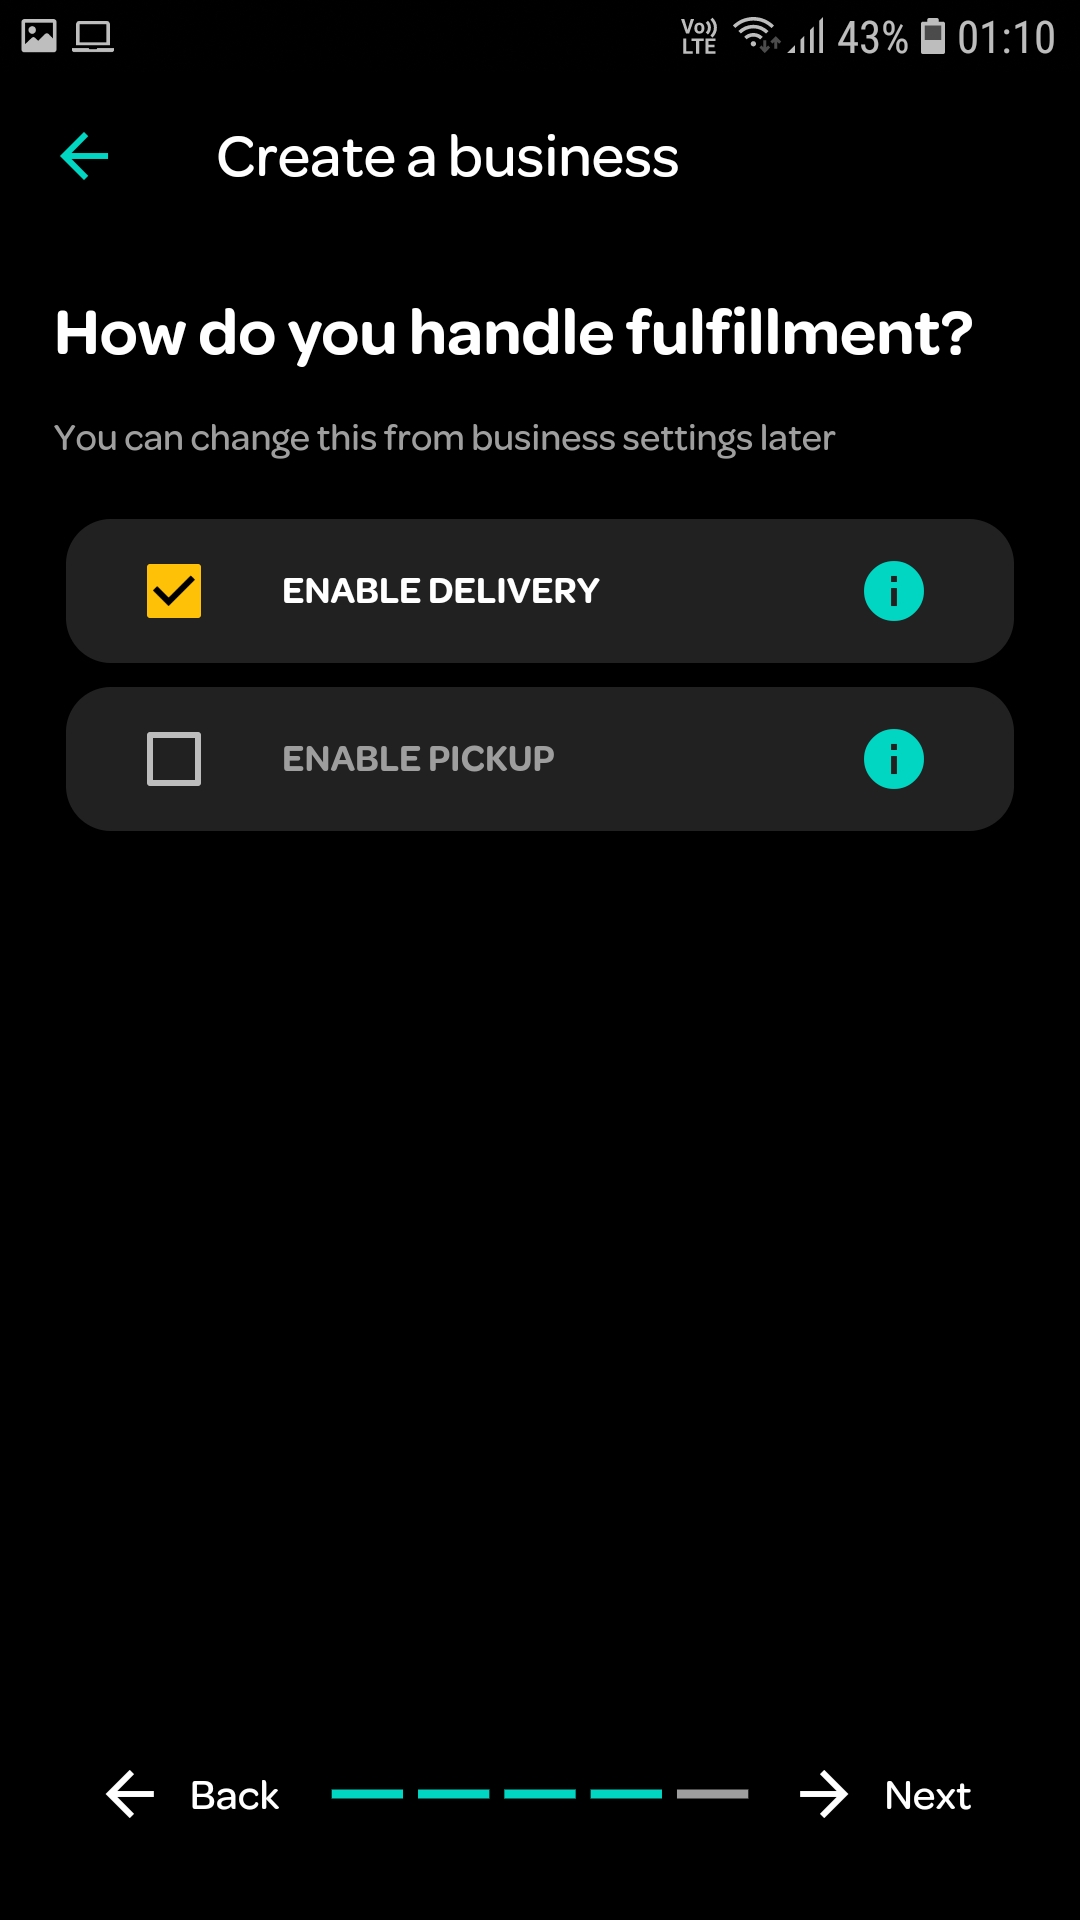 Vo)) LTE 43% 01:10
Create a business
How do you handle fulfillment?
You can change this from business settings later
ENABLE DELIVERY
ENABLE PICKUP
Back Next